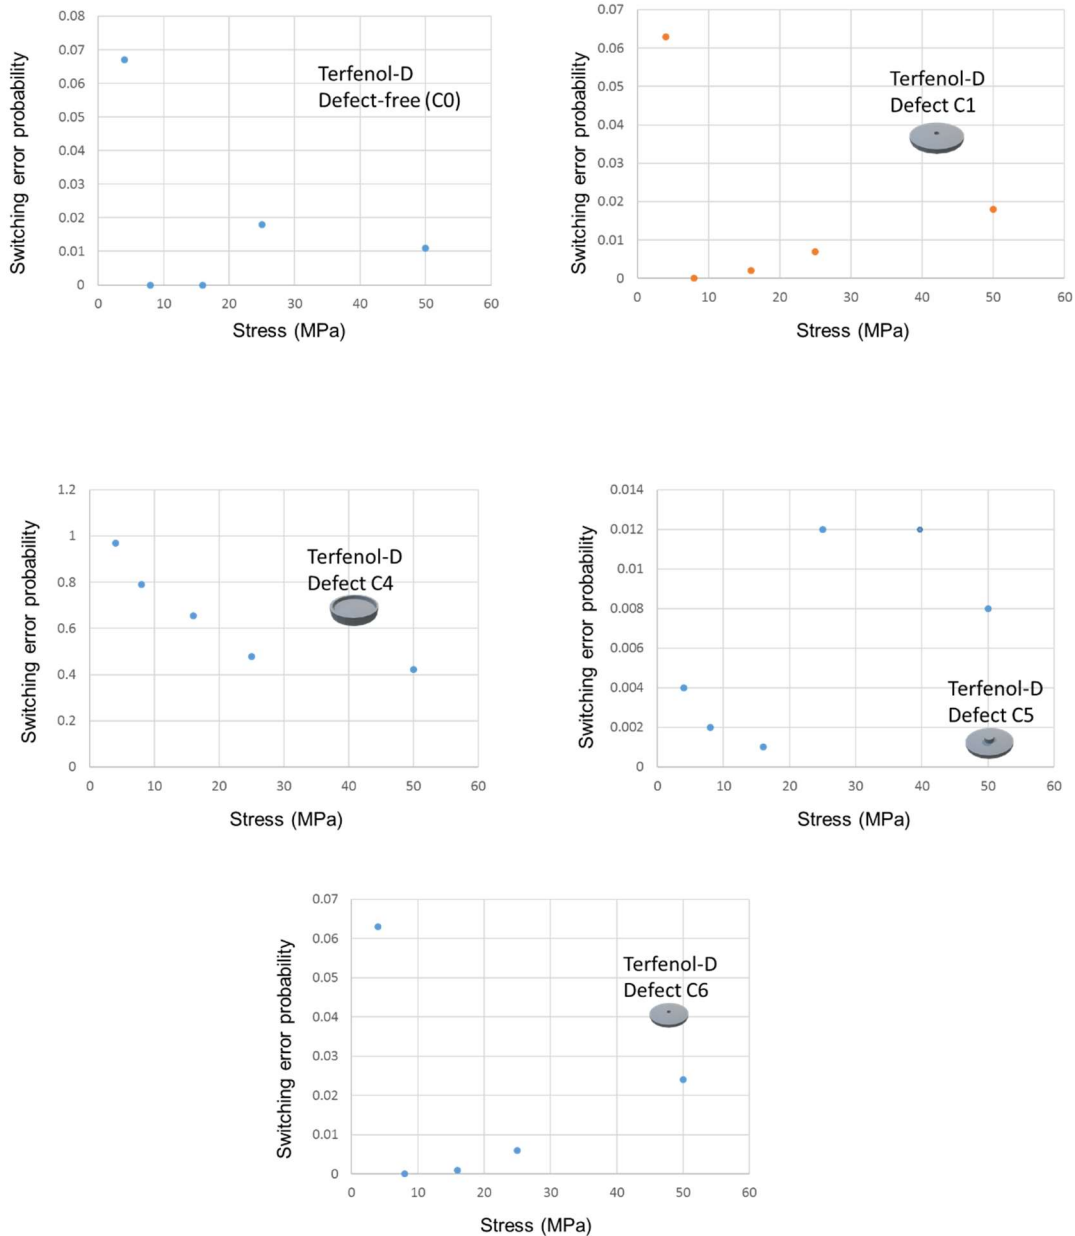 Switching error probability
0.08
0.07
0.06
0.05
0.04
0.03
0.02
0.01
0
0 10 20 30 40 50 60
Terfenol-D
Defect-free (C0)
Stress (MPa)
Switching error probability
0.07
0.06
0.05
0.04
0.03
0.02
0.01
0
0 10 20 30 40 50 60
Terfenol-D
Defect C1
Stress (MPa)
Switching error probability
1.2
1
0.8
0.6
0.4
0.2
0
0 10 20 30 40 50 60
Terfenol-D
Defect C4
Stress (MPa)
Switching error probability
0.014
0.012
0.01
0.008
0.006
0.004
0.002
0
0 10 20 30 40 50 60
Terfenol-D
Defect C5
Stress (MPa)
Switching error probability
0.07
0.06
0.05
0.04
0.03
0.02
0.01
0
0 10 20 30 40 50 60
Terfenol-D
Defect C6
Stress (MPa)